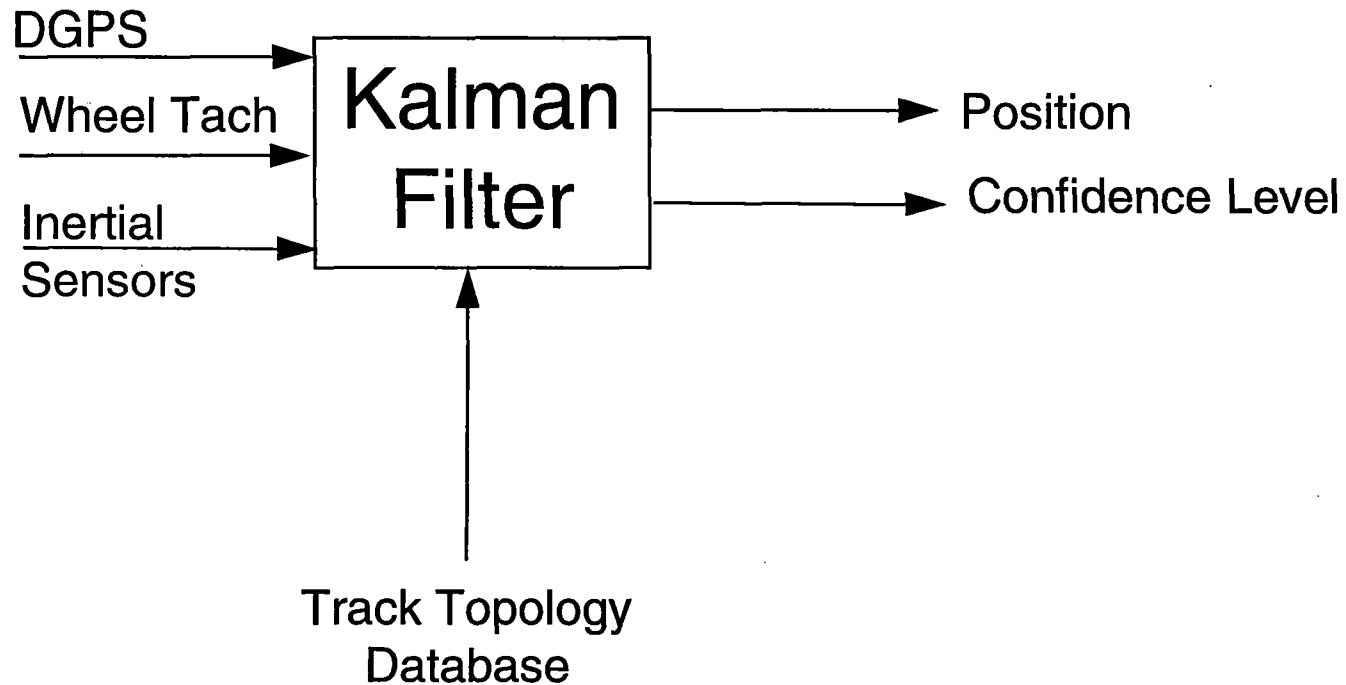 DGPS
Wheel Tach
Inertial
Sensors
Kalman
Filter
Position
Confidence Level
Track Topology
Database